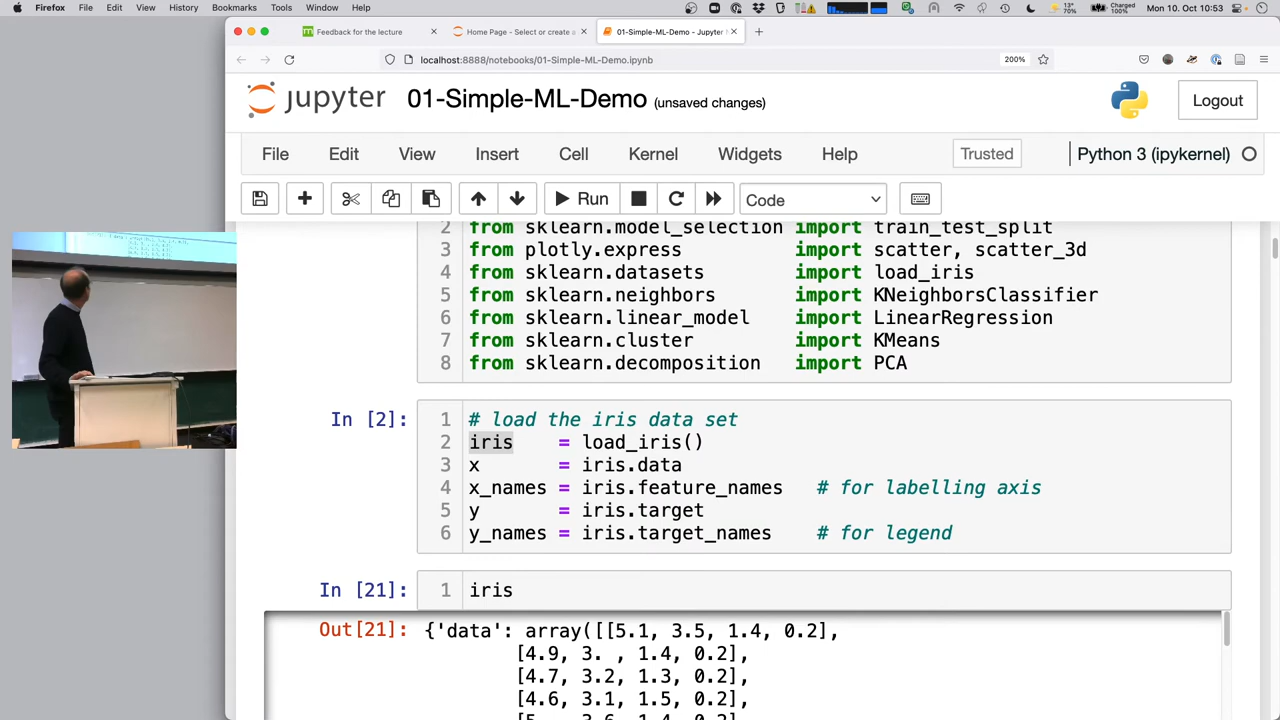 Firefox File Edit View History Bookmarks Tools Window Help Mon 10. Oct 10:53
Feedback for the lecture
Home Page - Select or create a
01-Simple-ML-Demo - Jupyter
localhost:8888/notebooks/01-Simple-ML-Demo.ipynb 200%
jupyter 01-Simple-ML-Demo (unsaved changes) Logout
File Edit View Insert Cell Kernel Widgets Help Trusted Python 3 (ipykernel)
Run Code
2 from sklearn.model_selection import train_test_split
3 from plotly.express import scatter, scatter_3d
4 from sklearn.datasets import load_iris
5 from sklearn.neighbors import KNeighborsClassifier
6 from sklearn.linear_model import LinearRegression
7 from sklearn.cluster import KMeans
8 from sklearn.decomposition import PCA
In [2]: 1 # load the iris data set
2 iris = load_iris()
3 x = iris.data
4 x_names = iris.feature_names # for labelling axis
5 y = iris.target
6 y_names = iris.target_names # for legend
In [21]: 1 iris
Out[21]: {'data': array([[5.1, 3.5, 1.4, 0.2],
[4.9, 3. , 1.4, 0.2],
[4.7, 3.2, 1.3, 0.2],
[4.6, 3.1, 1.5, 0.2],